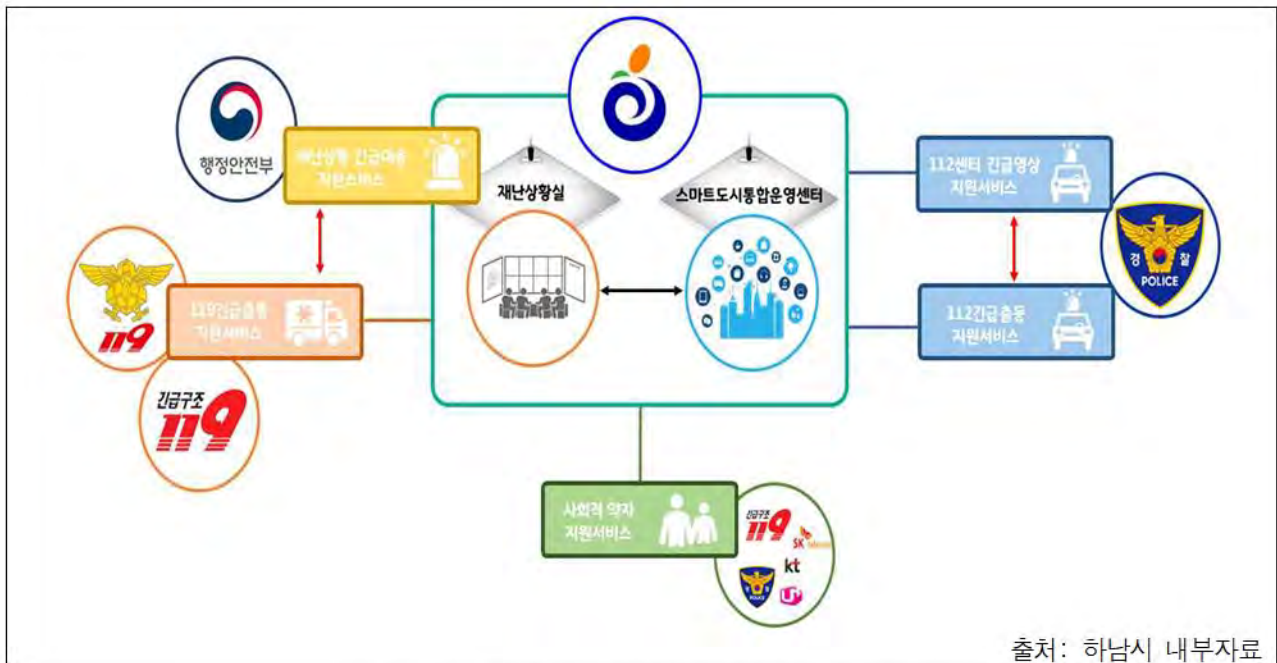 행정안전부
재난상황 긴급대응
지원서비스
119
119긴급출동
지원서비스
긴급구조
119
재난상황실
스마트도시통합운영센터
112센터 긴급영상
지원서비스
경찰
POLICE
112긴급출동
지원서비스
사회적 약자
지원서비스
긴급구조
119
SK
kt
POLICE
U+
출처: 하남시 내부자료